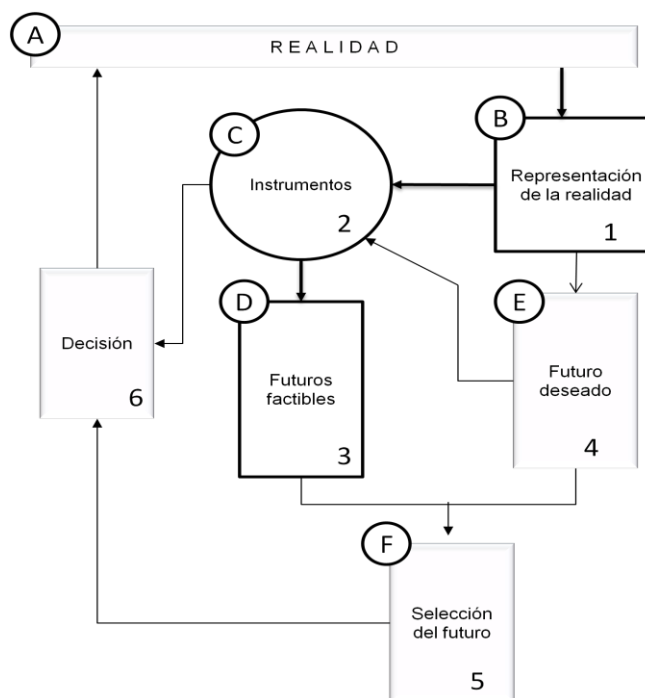 A
REALIDAD
B
Representación
de la realidad
1
C
Instrumentos
2
D
Futuros
factibles
3
E
Futuro
deseado
4
Decisión
6
F
Selección
del futuro
5